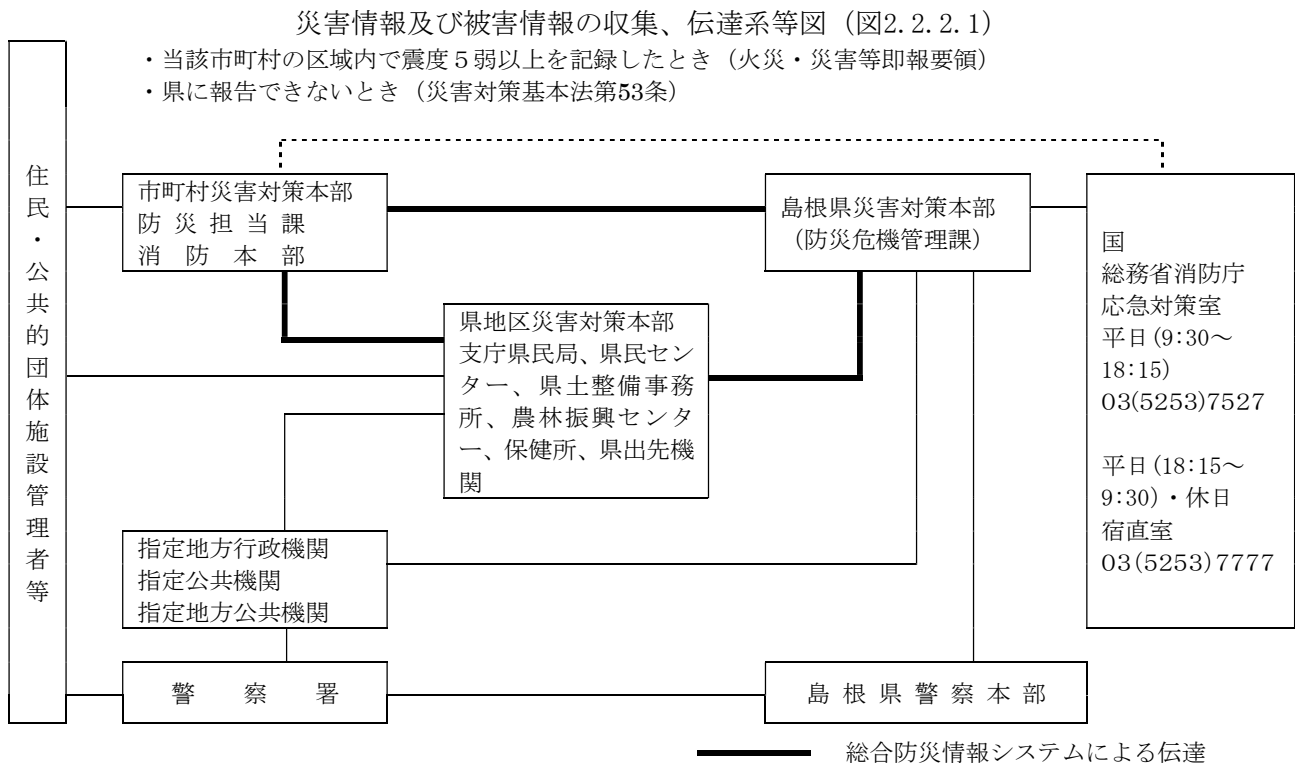 災害情報及び被害情報の収集、伝達系等図（図2.2.2.1）
・当該市町村の区域内で震度５弱以上を記録したとき（火災・災害等即報要領）
・県に報告できないとき（災害対策基本法第53条）
住民・公共的団体施設管理者等
市町村災害対策本部
防災担当課
消防本部
島根県災害対策本部
（防災危機管理課）
国
総務省消防庁
応急対策室
平日(9:30～
18:15)
03(5253)7527
平日(18:15～
9:30)・休日
宿直室
03(5253)7777
県地区災害対策本部
支庁県民局、県民セン
ター、県土整備事務
所、農林振興センタ
ー、保健所、県出先機
関
指定地方行政機関
指定公共機関
指定地方公共機関
警察署
島根県警察本部
総合防災情報システムによる伝達